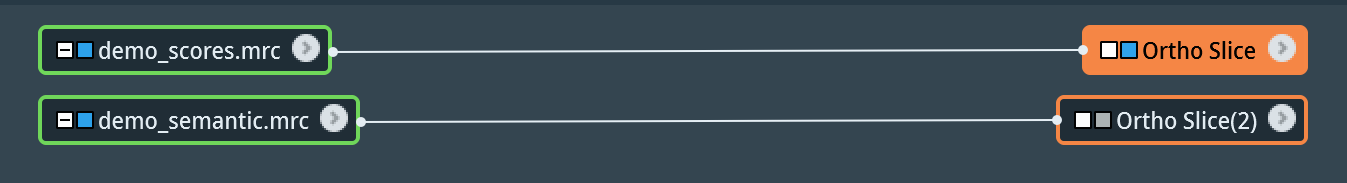 demo_scores.mrc Ortho Slice
demo_semantic.mrc Ortho Slice(2)